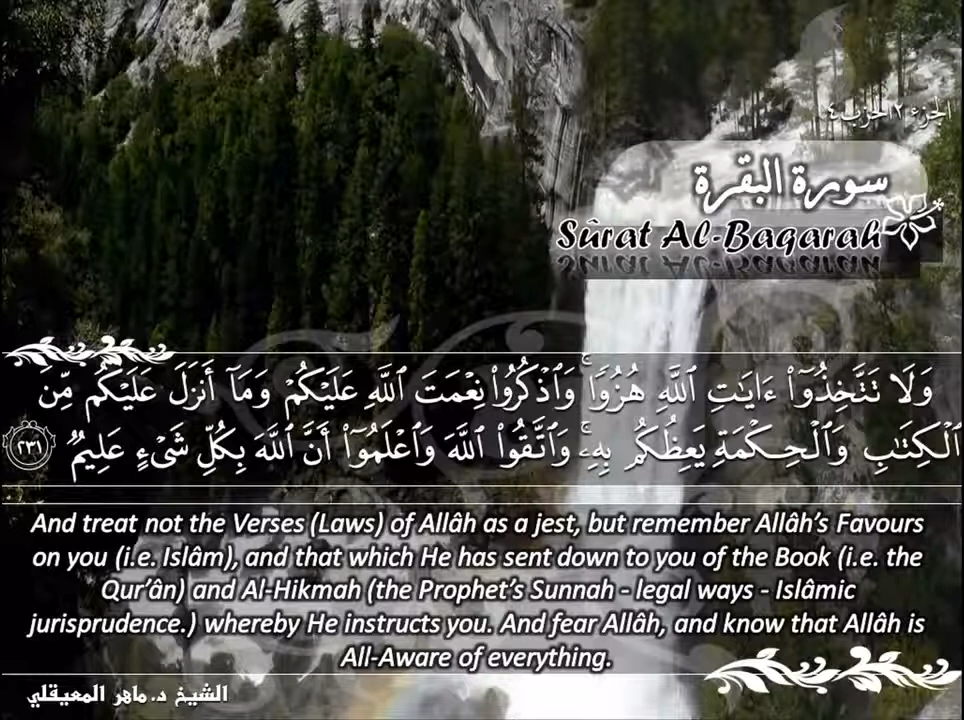 الجزء ٢ الحزب ٤
سورة البقرة
Sûrat Al-Baqarah
وَلَا تَتَّخِذُوٓا۟ ءَايَـٰتِ ٱللَّهِ هُزُوًا ۚ وَٱذْكُرُوا۟ نِعْمَتَ ٱللَّهِ عَلَيْكُمْ وَمَآ أَنزَلَ عَلَيْكُم مِّنَ
ٱلْكِتَـٰبِ وَٱلْحِكْمَةِ يَعِظُكُم بِهِۦ ۚ وَٱتَّقُوا۟ ٱللَّهَ وَٱعْلَمُوٓا۟ أَنَّ ٱللَّهَ بِكُلِّ شَىْءٍ عَلِيمٌ ٢٣١
And treat not the Verses (Laws) of Allâh as a jest, but remember Allâh’s Favours
on you (i.e. Islâm), and that which He has sent down to you of the Book (i.e. the
Qur’ân) and Al-Hikmah (the Prophet’s Sunnah - legal ways - Islâmic
jurisprudence.) whereby He instructs you. And fear Allâh, and know that Allâh is
All-Aware of everything.
الشيخ د. ماهر المعيقلي